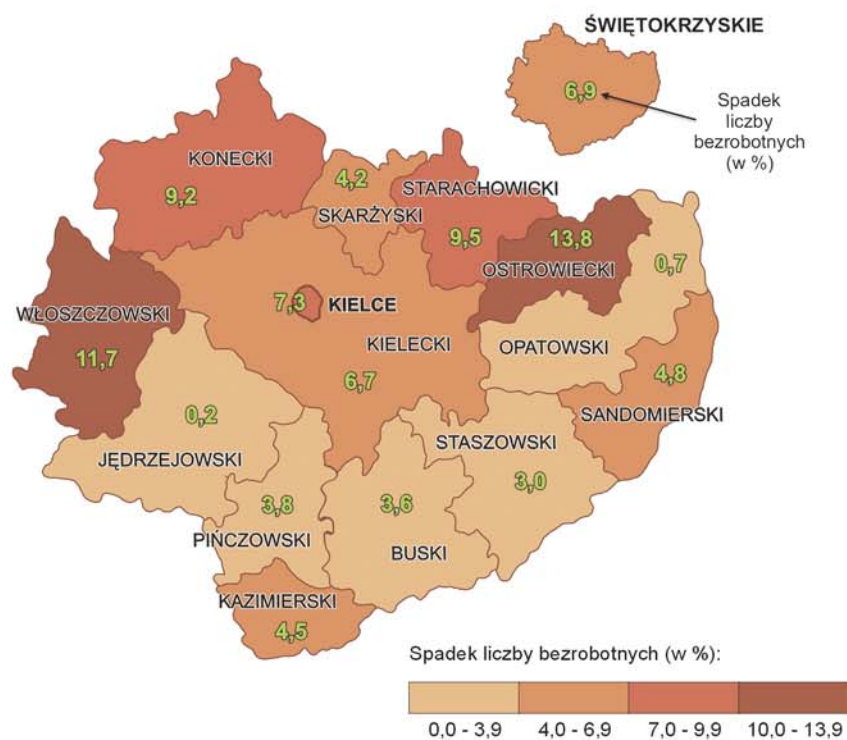 ŚWIĘTOKRZYSKIE
6,9
Spadek
liczby
bezrobotnych
(w %)
KONECKI
9,2
4,2
SKARŻYSKI
STARACHOWICKI
9,5
13,8
OSTROWIECKI
0,7
OPATOWSKI
WŁOSZCZOWSKI
11,7
7,3
KIELCE
KIELECKI
6,7
4,8
SANDOMIERSKI
0,2
JĘDRZEJOWSKI
STASZOWSKI
3,0
3,8
PIŃCZOWSKI
3,6
BUSKI
KAZIMIERSKI
4,5
Spadek liczby bezrobotnych (w %):
0,0 - 3,9
4,0 - 6,9
7,0 - 9,9
10,0 - 13,9